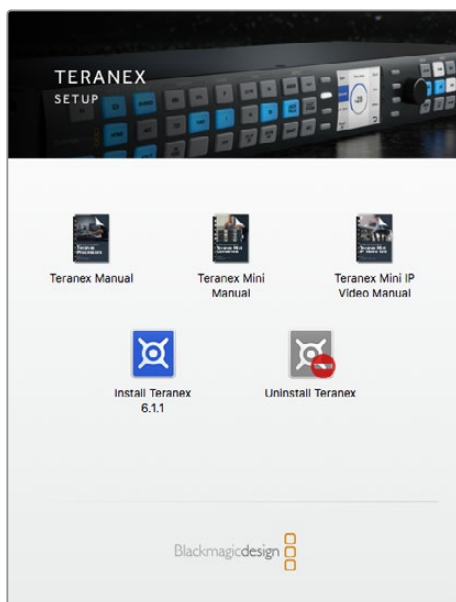 TERANEX
SETUP
Teranex Manual
Teranex Mini
Manual
Teranex Mini IP
Video Manual
Install Teranex
6.1.1
Uninstall Teranex
Blackmagicdesign